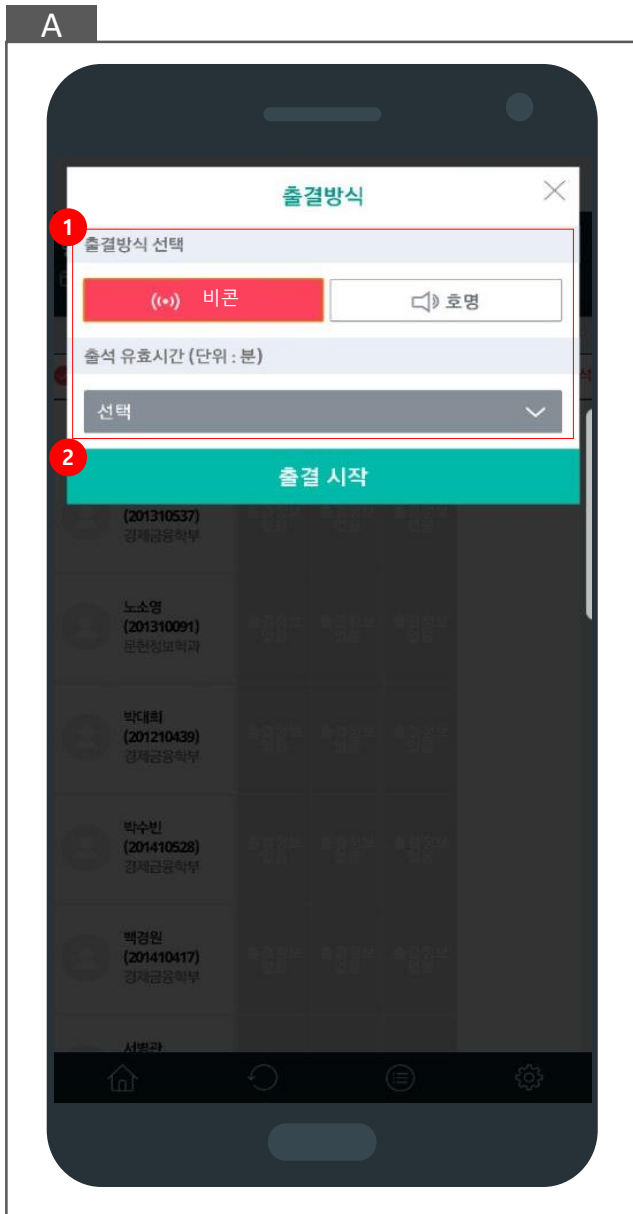 A
출결방식
1
출결방식 선택
비콘
호명
출석 유효시간 (단위 : 분)
선택
2
출결 시작
(201310537)
경제금융학부
노소영
(201310091)
문헌정보학과
박대희
(201210439)
경제금융학부
박수빈
(201410528)
경제금융학부
백경원
(201410417)
경제금융학부
서병관